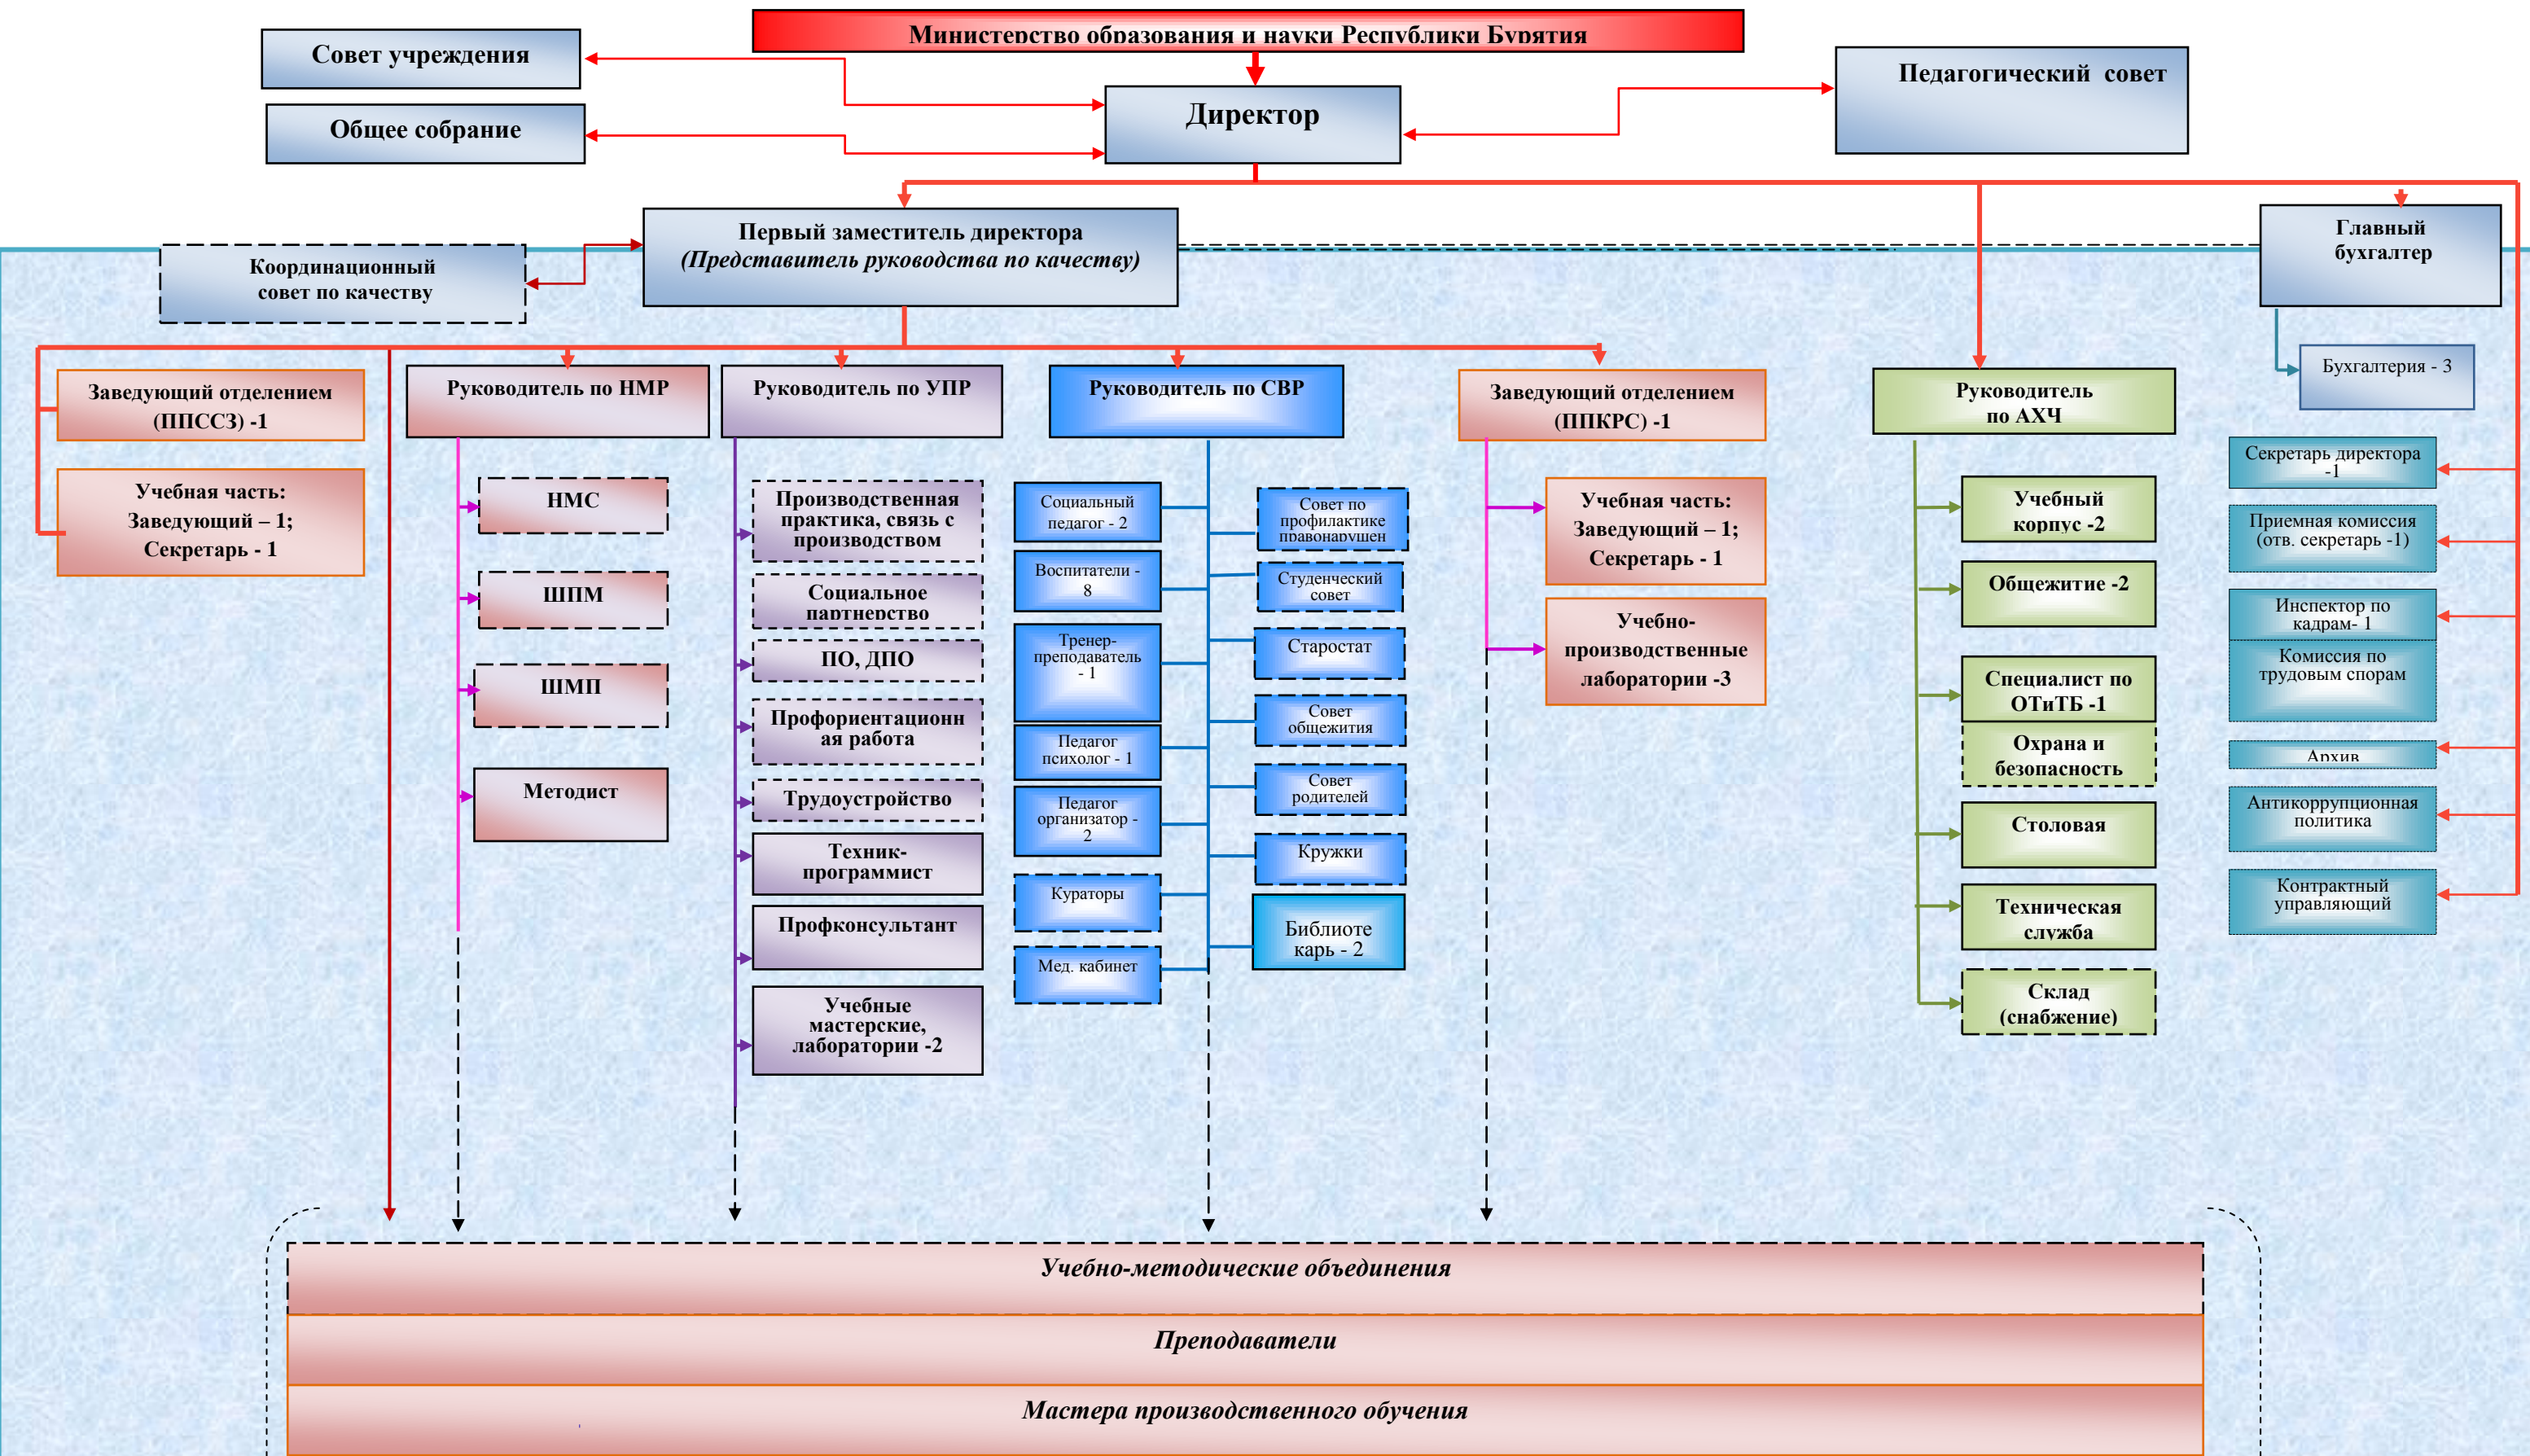 Министерство образования и науки Республики Бурятия
Совет учреждения
Общее собрание
Директор
Педагогический совет
Первый заместитель директора
(Представитель руководства по качеству)
Координационный
совет по качеству
Главный
бухгалтер
Бухгалтерия - 3
Заведующий отделением
(ППССЗ) -1
Учебная часть:
Заведующий – 1;
Секретарь - 1
Руководитель по НМР
НМС
ШПМ
ШМП
Методист
Руководитель по УПР
Производственная
практика, связь с
производством
Социальное
партнерство
ПО, ДПО
Профориентационн
ая работа
Трудоустройство
Техник-
программист
Профконсультант
Учебные
мастерские,
лаборатории -2
Руководитель по СВР
Социальный
педагог - 2
Воспитатели -
8
Тренер-
преподаватель
- 1
Педагог
психолог - 1
Педагог
организатор -
2
Кураторы
Мед. кабинет
Совет по
профилактике
правонарушен
Студенческий
совет
Старостат
Совет
общежития
Совет
родителей
Кружки
Библиоте
карь - 2
Заведующий отделением
(ППКРС) -1
Учебная часть:
Заведующий – 1;
Секретарь - 1
Учебно-
производственные
лаборатории -3
Руководитель
по АХЧ
Учебный
корпус -2
Общежитие -2
Специалист по
ОТиТБ -1
Охрана и
безопасность
Столовая
Техническая
служба
Склад
(снабжение)
Секретарь директора
-1
Приемная комиссия
(отв. секретарь -1)
Инспектор по
кадрам- 1
Комиссия по
трудовым спорам
Архив
Антикоррупционная
политика
Контрактный
управляющий
Учебно-методические объединения
Преподаватели
Мастера производственного обучения